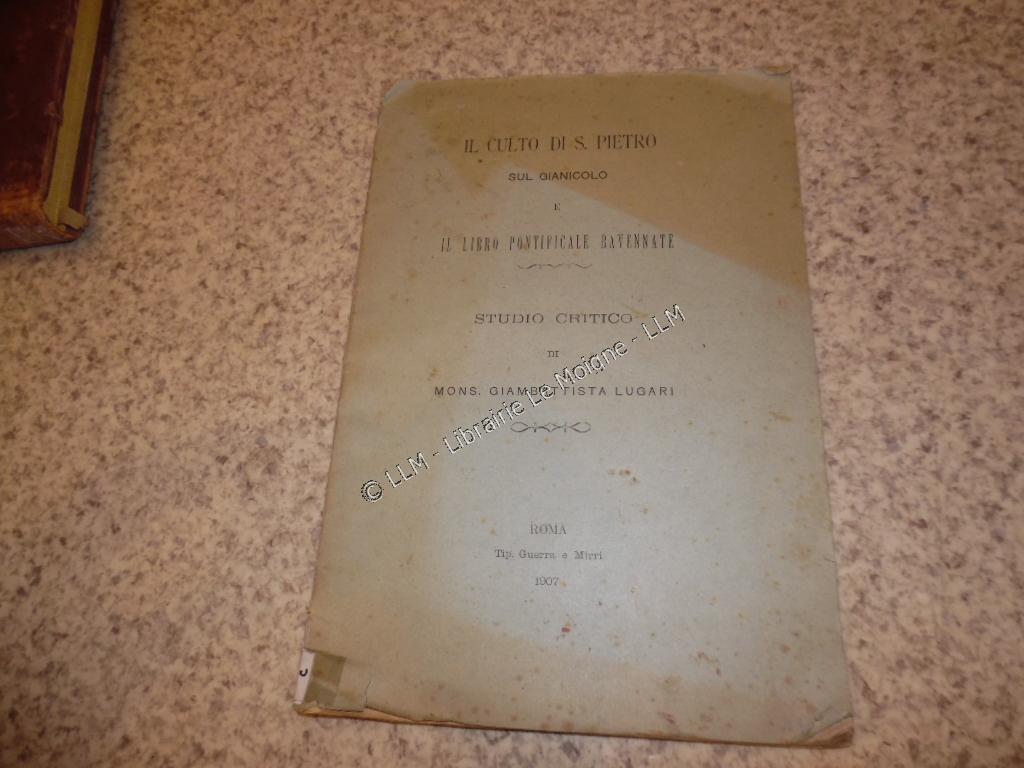 IL CULTO DI S. PIETRO
SUL GIANICOLO
E
IL LIBRO PONTIFICALE RAVENNATE
STUDIO CRITICO
DI
MONS. GIAMBATTISTA LUGARI
ROMA
Tip. Guerra e Mirri
1907
© LLM - Librairie Le Moigne - LLM